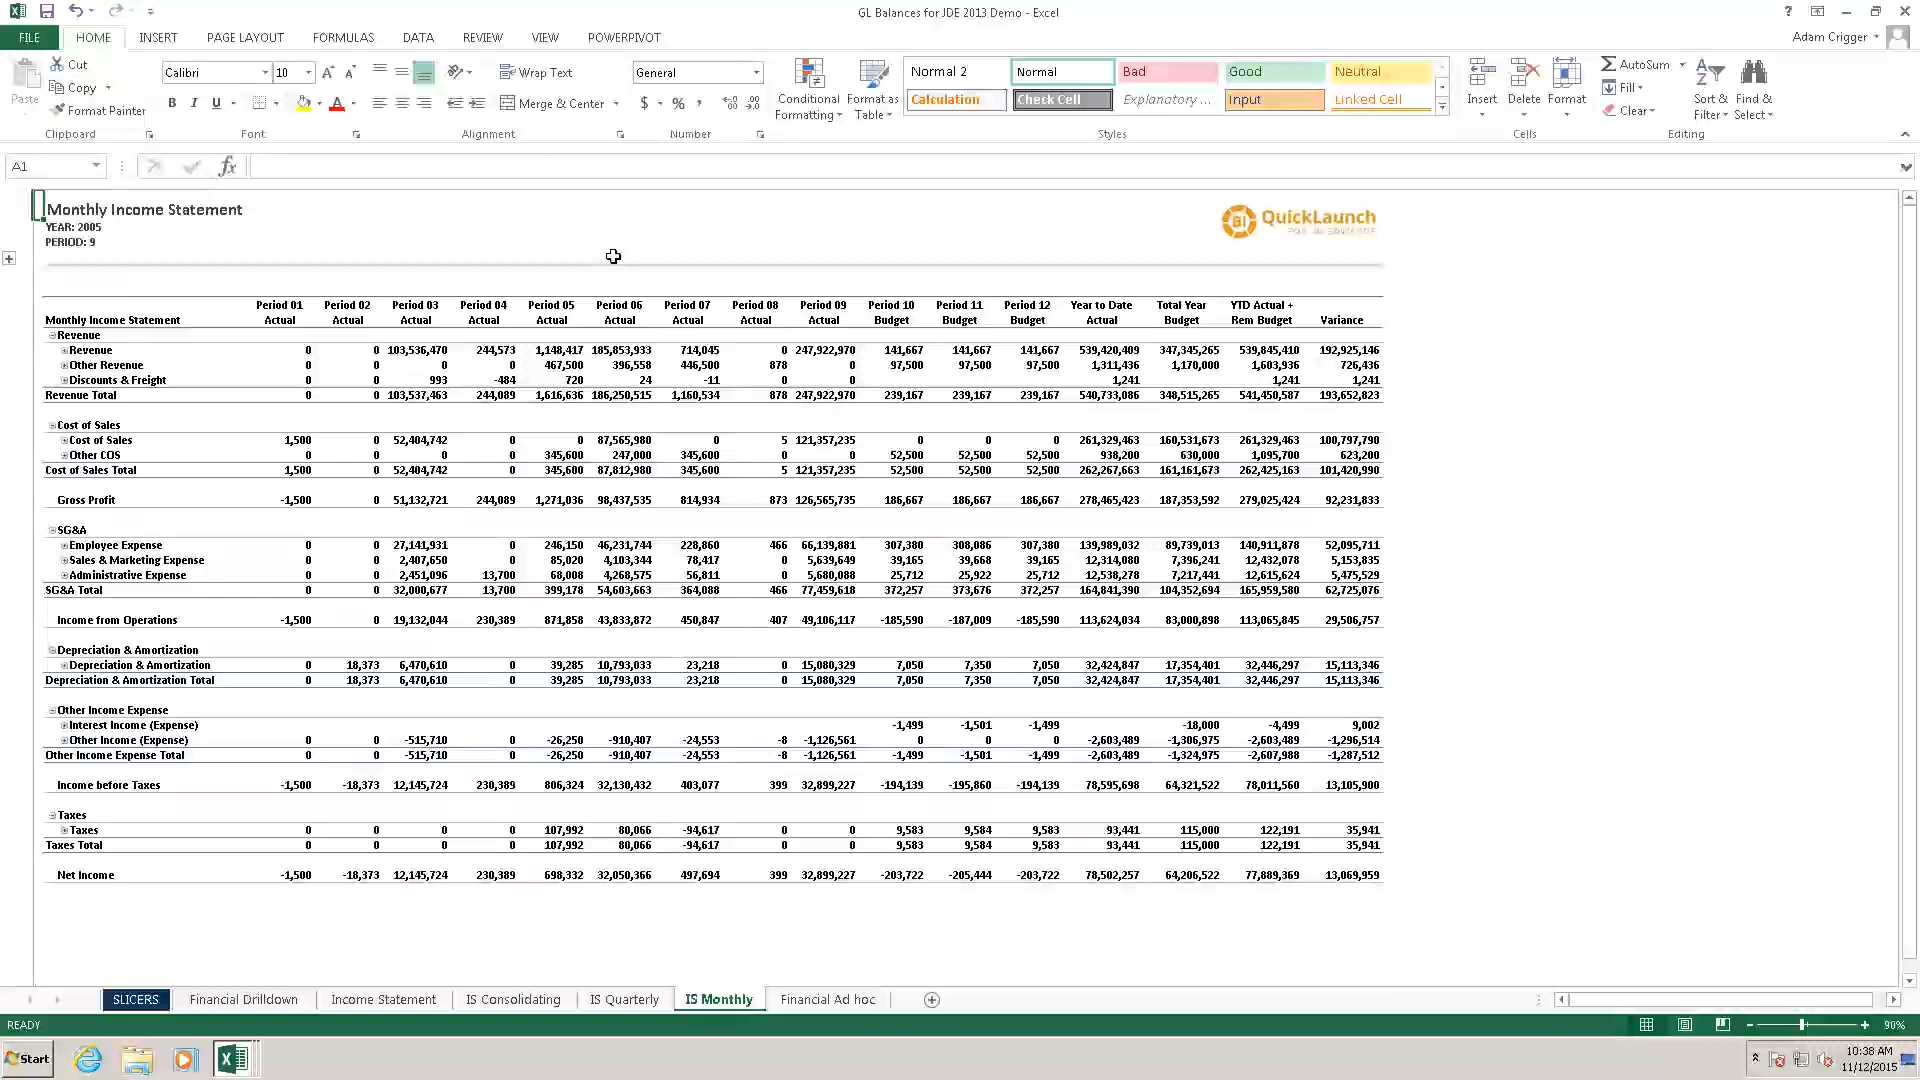 GL Balances for JDE 2013 Demo - Excel
FILE HOME INSERT PAGE LAYOUT FORMULAS DATA REVIEW VIEW POWERPIVOT Adam Crigger
Paste Cut Copy Format Painter
Calibri 10 B I U
Wrap Text Merge & Center
General $ % ,
Conditional Formatting Format as Table
Normal 2 Normal Bad Good Neutral
Calculation Check Cell Explanatory ... Input Linked Cell
Insert Delete Format
AutoSum Fill Clear Sort & Filter Find & Select
Clipboard Font Alignment Number Styles Cells Editing
A1 fx
Monthly Income Statement
YEAR: 2005
PERIOD: 9
QuickLaunch
Period 01 Period 02 Period 03 Period 04 Period 05 Period 06 Period 07 Period 08 Period 09 Period 10 Period 11 Period 12 Year to Date Total Year YTD Actual +
Monthly Income Statement Actual Actual Actual Actual Actual Actual Actual Actual Actual Budget Budget Budget Actual Budget Rem Budget Variance
Revenue
Revenue 0 0 103,536,470 244,573 1,148,417 185,853,933 714,045 0 247,922,970 141,667 141,667 141,667 539,420,409 347,345,265 539,845,410 192,925,146
Other Revenue 0 0 0 0 467,500 396,558 446,500 878 0 97,500 97,500 97,500 1,311,436 1,170,000 1,603,936 726,436
Discounts & Freight 0 0 993 -484 720 24 -11 0 0 1,241 1,241 1,241
Revenue Total 0 0 103,537,463 244,089 1,616,636 186,250,515 1,160,534 878 247,922,970 239,167 239,167 239,167 540,733,086 348,515,265 541,450,587 193,652,823
Cost of Sales
Cost of Sales 1,500 0 52,404,742 0 0 87,565,980 0 5 121,357,235 0 0 0 261,329,463 160,531,673 261,329,463 100,797,790
Other COS 0 0 0 0 345,600 247,000 345,600 0 0 52,500 52,500 52,500 938,200 630,000 1,095,700 623,200
Cost of Sales Total 1,500 0 52,404,742 0 345,600 87,812,980 345,600 5 121,357,235 52,500 52,500 52,500 262,267,663 161,161,673 262,425,163 101,420,990
Gross Profit -1,500 0 51,132,721 244,089 1,271,036 98,437,535 814,934 873 126,565,735 186,667 186,667 186,667 278,465,423 187,353,592 279,025,424 92,231,833
SG&A
Employee Expense 0 0 27,141,931 0 246,150 46,231,744 228,860 466 66,139,881 307,380 308,086 307,380 139,989,032 89,739,013 140,911,878 52,095,711
Sales & Marketing Expense 0 0 2,407,650 0 85,020 4,103,344 78,417 0 5,639,649 39,165 39,668 39,165 12,314,080 7,396,241 12,432,078 5,153,835
Administrative Expense 0 0 2,451,096 13,700 68,008 4,268,575 56,811 0 5,680,088 25,712 25,922 25,712 12,538,278 7,217,441 12,615,624 5,475,529
SG&A Total 0 0 32,000,677 13,700 399,178 54,603,663 364,088 466 77,459,618 372,257 373,676 372,257 164,841,390 104,352,694 165,959,580 62,725,076
Income from Operations -1,500 0 19,132,044 230,389 871,858 43,833,872 450,847 407 49,106,117 -185,590 -187,009 -185,590 113,624,034 83,000,898 113,065,845 29,506,757
Depreciation & Amortization
Depreciation & Amortization 0 18,373 6,470,610 0 39,285 10,793,033 23,218 0 15,080,329 7,050 7,350 7,050 32,424,847 17,354,401 32,446,297 15,113,346
Depreciation & Amortization Total 0 18,373 6,470,610 0 39,285 10,793,033 23,218 0 15,080,329 7,050 7,350 7,050 32,424,847 17,354,401 32,446,297 15,113,346
Other Income Expense
Interest Income (Expense) -1,499 -1,501 -1,499 -18,000 -4,499 9,002
Other Income (Expense) 0 0 -515,710 0 -26,250 -910,407 -24,553 -8 -1,126,561 0 0 0 -2,603,489 -1,306,975 -2,603,489 -1,296,514
Other Income Expense Total 0 0 -515,710 0 -26,250 -910,407 -24,553 -8 -1,126,561 -1,499 -1,501 -1,499 -2,603,489 -1,324,975 -2,607,988 -1,287,512
Income before Taxes -1,500 -18,373 12,145,724 230,389 806,324 32,130,432 403,077 399 32,899,227 -194,139 -195,860 -194,139 78,595,698 64,321,522 78,011,560 13,105,900
Taxes
Taxes 0 0 0 0 107,992 80,066 -94,617 0 0 9,583 9,584 9,583 93,441 115,000 122,191 35,941
Taxes Total 0 0 0 0 107,992 80,066 -94,617 0 0 9,583 9,584 9,583 93,441 115,000 122,191 35,941
Net Income -1,500 -18,373 12,145,724 230,389 698,332 32,050,366 497,694 399 32,899,227 -203,722 -205,444 -203,722 78,502,257 64,206,522 77,889,369 13,069,959
SLICERS Financial Drilldown Income Statement IS Consolidating IS Quarterly IS Monthly Financial Ad hoc
READY 90%
Start 10:38 AM
11/12/2015